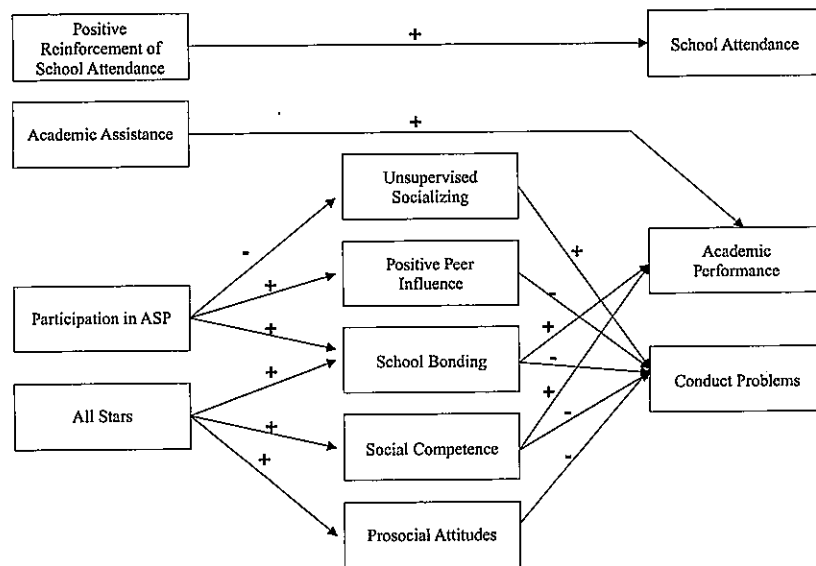 Positive
Reinforcement of
School Attendance
+
School Attendance
Academic Assistance
+
Unsupervised
Socializing
-
+
Academic
Performance
Positive Peer
Influence
+
-
Participation in ASP
+
+
School Bonding
-
Conduct Problems
All Stars
+
+
+
Social Competence
-
+
-
Prosocial Attitudes